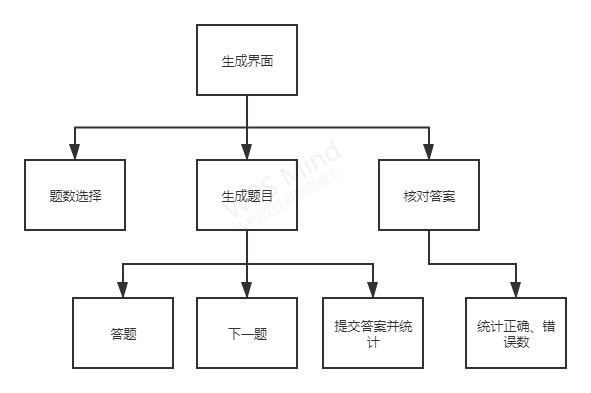 生成界面
题数选择
生成题目
核对答案
答题
下一题
提交答案并统
计
统计正确、错
误数
WPS Mind